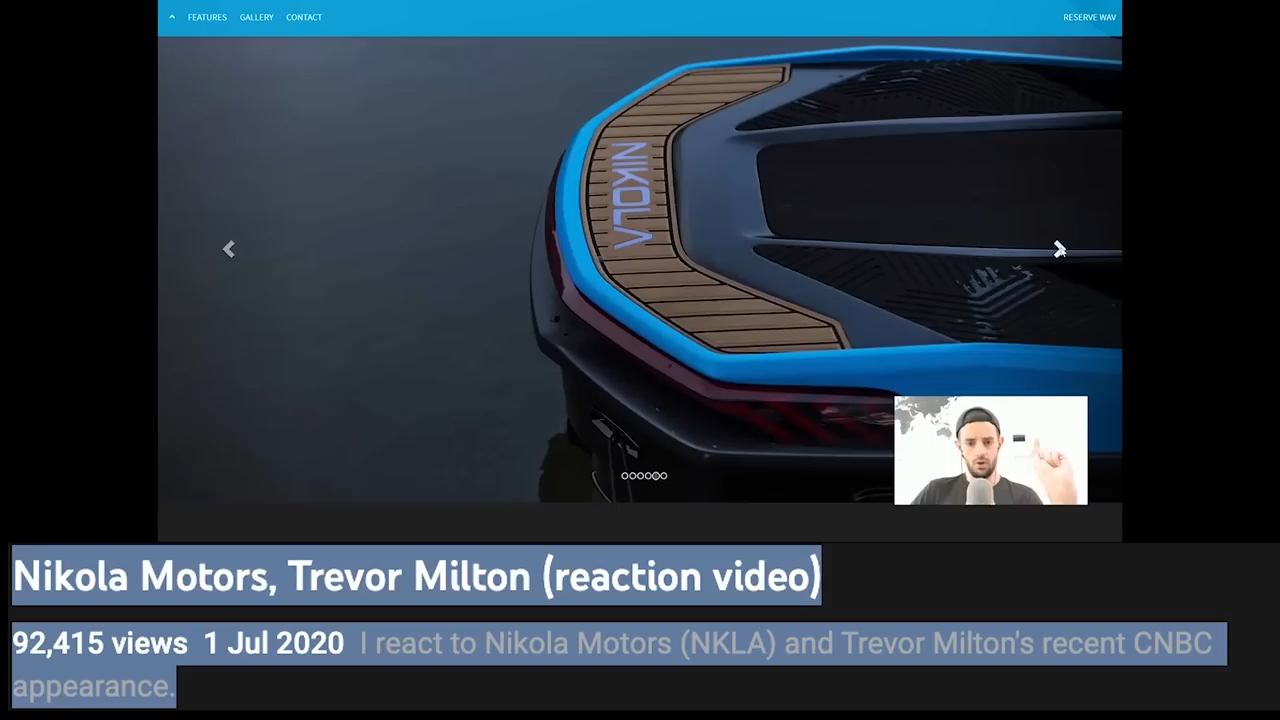 FEATURES GALLERY CONTACT RESERVE WAV
NIKOLA
Nikola Motors, Trevor Milton (reaction video)
92,415 views 1 Jul 2020 I react to Nikola Motors (NKLA) and Trevor Milton's recent CNBC
appearance.